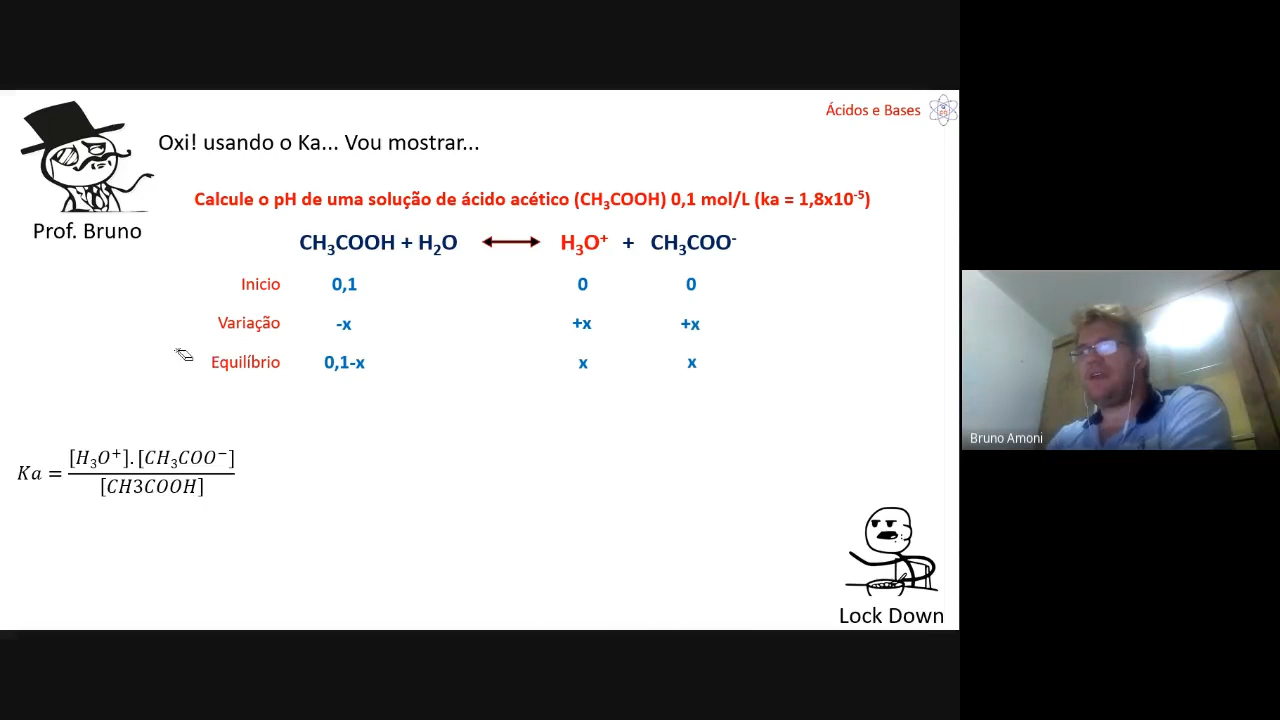 Ácidos e Bases
Oxi! usando o Ka... Vou mostrar...
Calcule o pH de uma solução de ácido acético (CH₃COOH) 0,1 mol/L (ka = 1,8x10⁻⁵)
Prof. Bruno
CH₃COOH + H₂O ⟷ H₃O⁺ + CH₃COO⁻
Inicio 0,1 0 0
Variação -x +x +x
Equilíbrio 0,1-x x x
Bruno Amoni
Ka = [H₃O⁺].[CH₃COO⁻] / [CH3COOH]
Lock Down